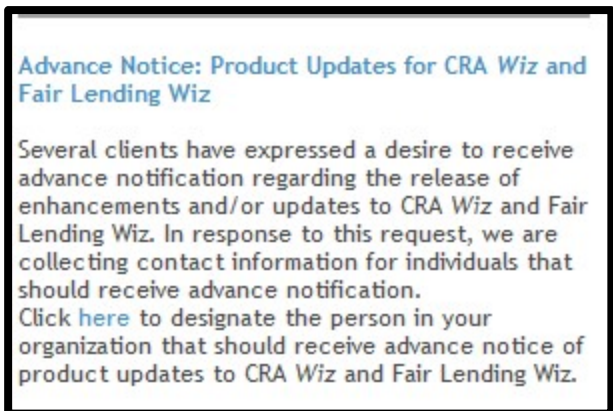 Advance Notice: Product Updates for CRA Wiz and
Fair Lending Wiz
Several clients have expressed a desire to receive
advance notification regarding the release of
enhancements and/or updates to CRA Wiz and Fair
Lending Wiz. In response to this request, we are
collecting contact information for individuals that
should receive advance notification.
Click here to designate the person in your
organization that should receive advance notice of
product updates to CRA Wiz and Fair Lending Wiz.